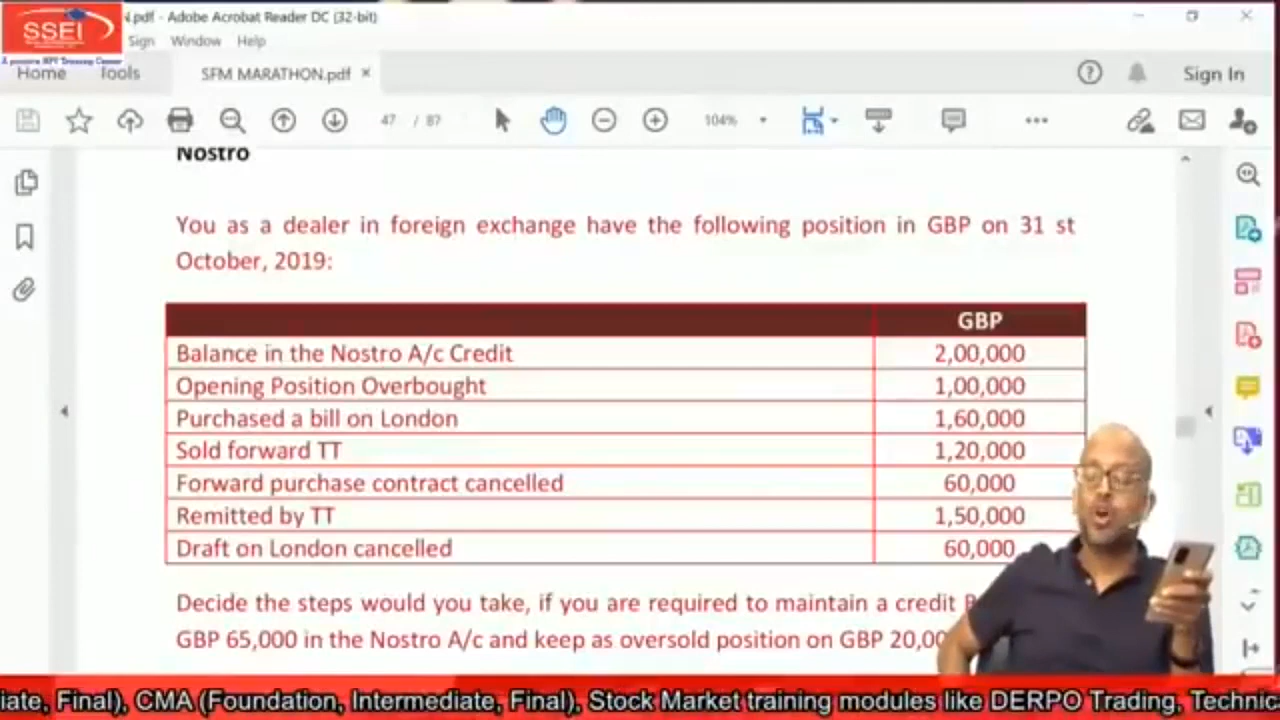 SSEI
.pdf - Adobe Acrobat Reader DC (32-bit)
Sign Window Help
Home Tools SFM MARATHON.pdf × Sign In
47 / 87 104%
Nostro
You as a dealer in foreign exchange have the following position in GBP on 31 st
October, 2019:
GBP
Balance in the Nostro A/c Credit 2,00,000
Opening Position Overbought 1,00,000
Purchased a bill on London 1,60,000
Sold forward TT 1,20,000
Forward purchase contract cancelled 60,000
Remitted by TT 1,50,000
Draft on London cancelled 60,000
Decide the steps would you take, if you are required to maintain a credit
GBP 65,000 in the Nostro A/c and keep as oversold position on GBP 20,00
iate, Final), CMA (Foundation, Intermediate, Final), Stock Market training modules like DERPO Trading, Technic